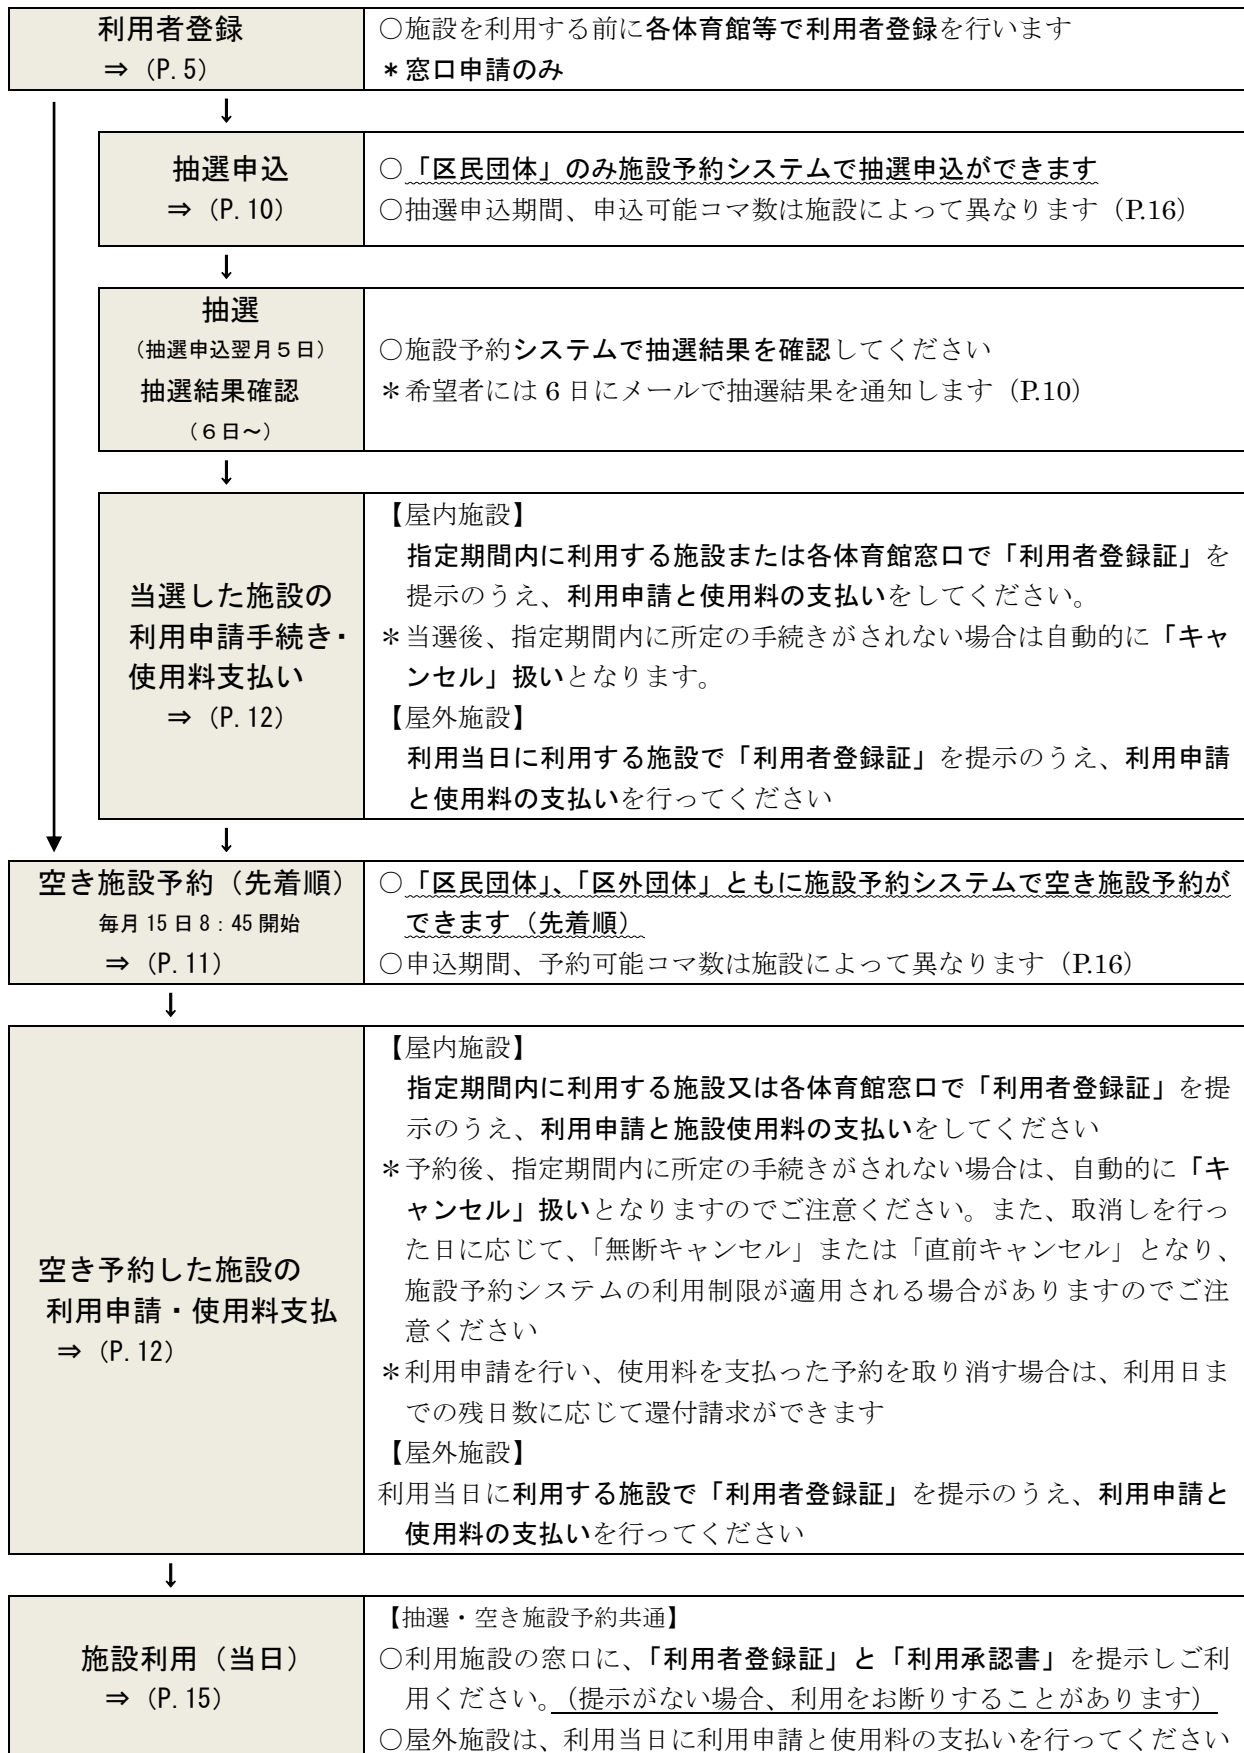 利用者登録
⇒ (P.5)
○施設を利用する前に各体育館等で利用者登録を行います
＊窓口申請のみ
↓
抽選申込
⇒ (P.10)
○「区民団体」のみ施設予約システムで抽選申込ができます
○抽選申込期間、申込可能コマ数は施設によって異なります（P.16）
↓
抽選
（抽選申込翌月５日）
抽選結果確認
（６日～）
○施設予約システムで抽選結果を確認してください
＊希望者には 6 日にメールで抽選結果を通知します（P.10）
↓
当選した施設の
利用申請手続き・
使用料支払い
⇒ (P.12)
【屋内施設】
指定期間内に利用する施設または各体育館窓口で「利用者登録証」を
提示のうえ、利用申請と使用料の支払いをしてください。
＊当選後、指定期間内に所定の手続きがされない場合は自動的に「キャ
ンセル」扱いとなります。
【屋外施設】
利用当日に利用する施設で「利用者登録証」を提示のうえ、利用申請
と使用料の支払いを行ってください
↓
空き施設予約（先着順）
毎月 15 日 8：45 開始
⇒ (P.11)
○「区民団体」、「区外団体」ともに施設予約システムで空き施設予約が
できます（先着順）
○申込期間、予約可能コマ数は施設によって異なります（P.16）
↓
空き予約した施設の
利用申請・使用料支払
⇒ (P.12)
【屋内施設】
指定期間内に利用する施設又は各体育館窓口で「利用者登録証」を提
示のうえ、利用申請と施設使用料の支払いをしてください
＊予約後、指定期間内に所定の手続きがされない場合は、自動的に「キ
ャンセル」扱いとなりますのでご注意ください。また、取消しを行っ
た日に応じて、「無断キャンセル」または「直前キャンセル」となり、
施設予約システムの利用制限が適用される場合がありますのでご注
意ください
＊利用申請を行い、使用料を支払った予約を取り消す場合は、利用日ま
での残日数に応じて還付請求ができます
【屋外施設】
利用当日に利用する施設で「利用者登録証」を提示のうえ、利用申請と
使用料の支払いを行ってください
↓
施設利用（当日）
⇒ (P.15)
【抽選・空き施設予約共通】
○利用施設の窓口に、「利用者登録証」と「利用承認書」を提示しご利
用ください。（提示がない場合、利用をお断りすることがあります）
○屋外施設は、利用当日に利用申請と使用料の支払いを行ってください